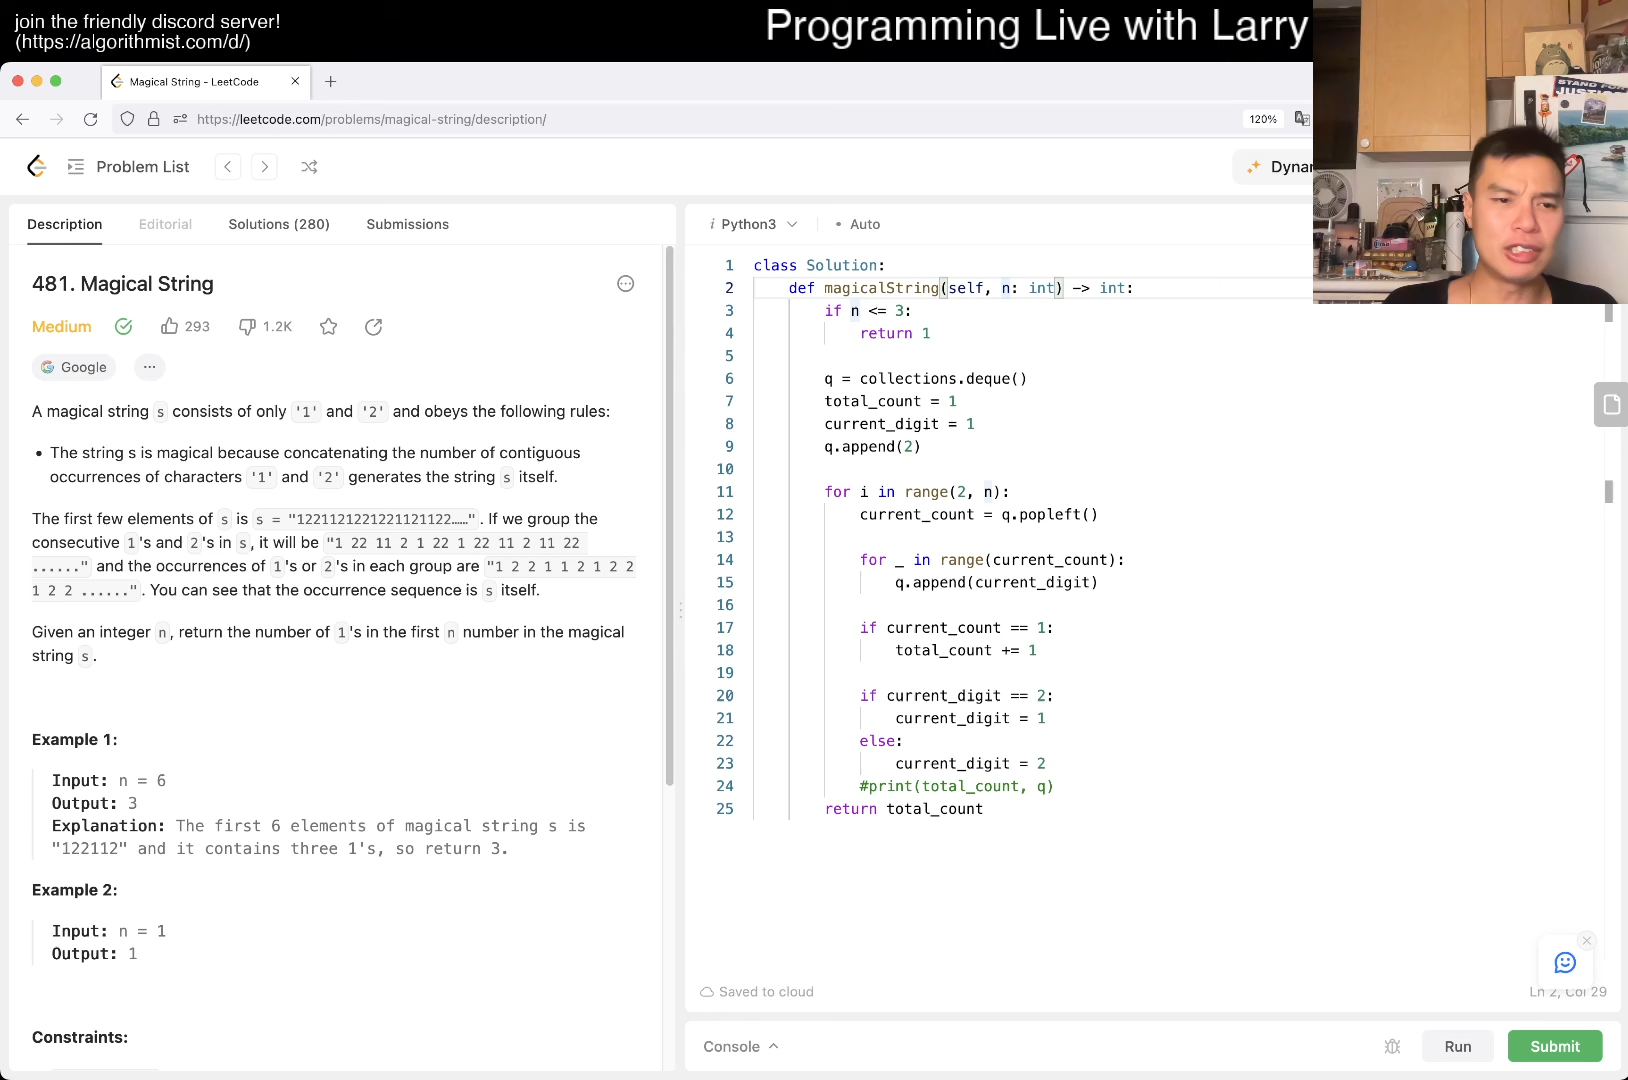 join the friendly discord server!
(https://algorithmist.com/d/)
Programming Live with Larry
Magical String - LeetCode
https://leetcode.com/problems/magical-string/description/
120%
Problem List
Dynar
Description
Editorial
Solutions (280)
Submissions
481. Magical String
Medium
293
1.2K
Google
A magical string s consists of only '1' and '2' and obeys the following rules:
• The string s is magical because concatenating the number of contiguous
occurrences of characters '1' and '2' generates the string s itself.
The first few elements of s is s = "1221121221221121122……". If we group the
consecutive 1's and 2's in s, it will be "1 22 11 2 1 22 1 22 11 2 11 22
......" and the occurrences of 1's or 2's in each group are "1 2 2 1 1 2 1 2 2
1 2 2 ......". You can see that the occurrence sequence is s itself.
Given an integer n, return the number of 1's in the first n number in the magical
string s.
Example 1:
Input: n = 6
Output: 3
Explanation: The first 6 elements of magical string s is
"122112" and it contains three 1's, so return 3.
Example 2:
Input: n = 1
Output: 1
Constraints:
i Python3
• Auto
1 class Solution:
2 def magicalString(self, n: int) -> int:
3 if n <= 3:
4 return 1
5
6 q = collections.deque()
7 total_count = 1
8 current_digit = 1
9 q.append(2)
10
11 for i in range(2, n):
12 current_count = q.popleft()
13
14 for _ in range(current_count):
15 q.append(current_digit)
16
17 if current_count == 1:
18 total_count += 1
19
20 if current_digit == 2:
21 current_digit = 1
22 else:
23 current_digit = 2
24 #print(total_count, q)
25 return total_count
Saved to cloud
Ln 2, Col 29
Console
Run
Submit
STAND FOR